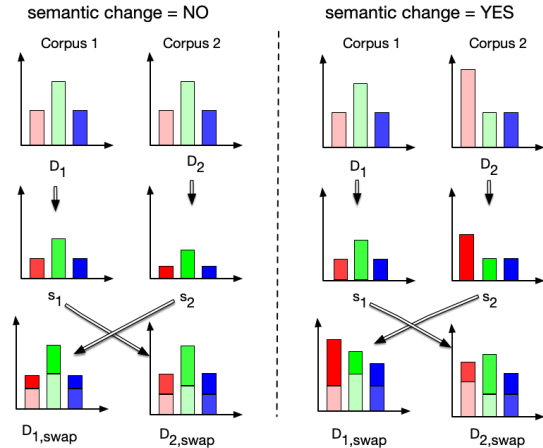 semantic change = NO
semantic change = YES
Corpus 1
Corpus 2
Corpus 1
Corpus 2
D1
D2
D1
D2
s1
s2
s1
s2
D1,swap
D2,swap
D1,swap
D2,swap